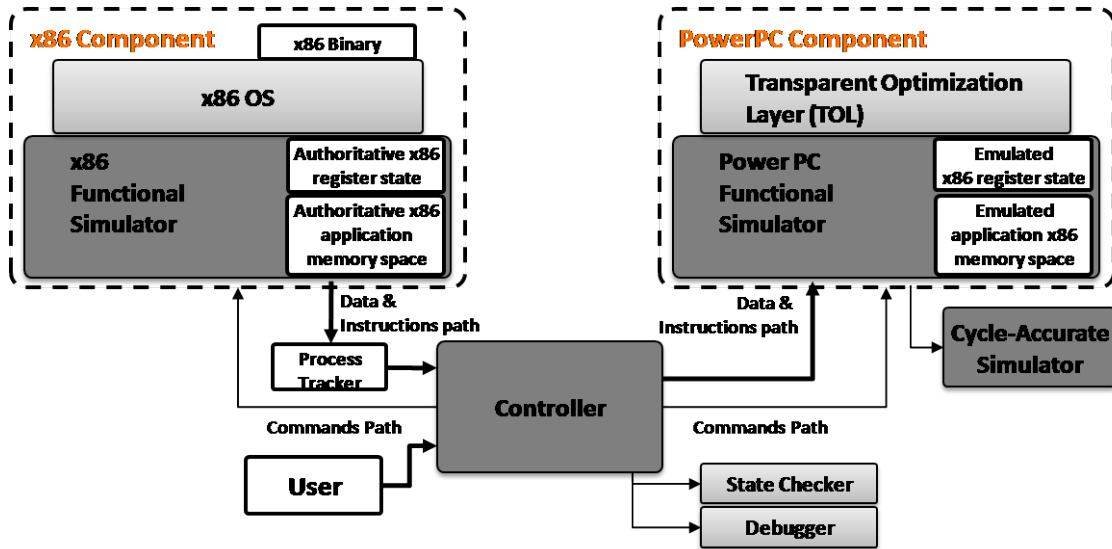 x86 Component
x86 Binary
x86 OS
x86
Functional
Simulator
Authoritative x86
register state
Authoritative x86
application
memory space
PowerPC Component
Transparent Optimization
Layer (TOL)
Power PC
Functional
Simulator
Emulated
x86 register state
Emulated
application x86
memory space
Data &
Instructions path
Data &
Instructions path
Process
Tracker
Controller
Cycle-Accurate
Simulator
Commands Path
Commands Path
User
State Checker
Debugger